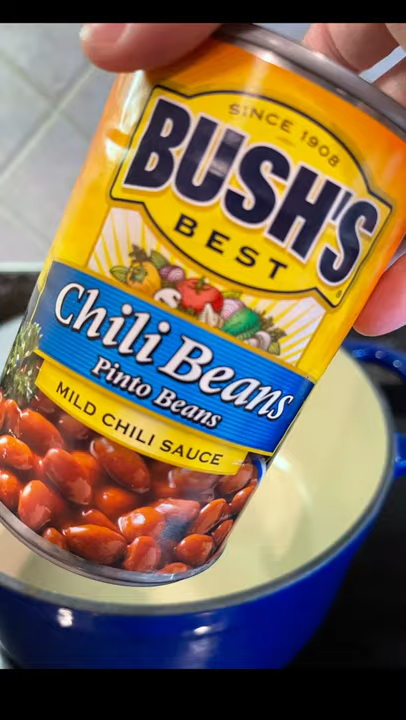 SINCE 1908
BUSH'S
BEST
Chili Beans
Pinto Beans
MILD CHILI SAUCE